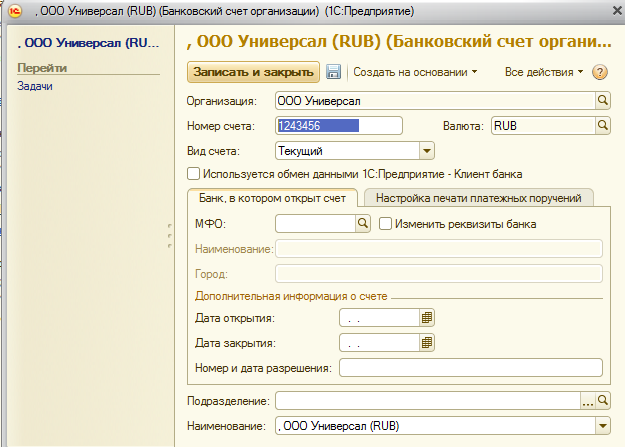 , ООО Универсал (RUB) (Банковский счет организации) (1С:Предприятие)
, ООО Универсал (RU...
Перейти
Задачи
, ООО Универсал (RUB) (Банковский счет органи...
Записать и закрыть Создать на основании Все действия ?
Организация: ООО Универсал
Номер счета: 1243456 Валюта: RUB
Вид счета: Текущий
Используется обмен данными 1С:Предприятие - Клиент банка
Банк, в котором открыт счет Настройка печати платежных поручений
МФО: Изменить реквизиты банка
Наименование:
Город:
Дополнительная информация о счете
Дата открытия: . .
Дата закрытия: . .
Номер и дата разрешения:
Подразделение: ...
Наименование: , ООО Универсал (RUB)